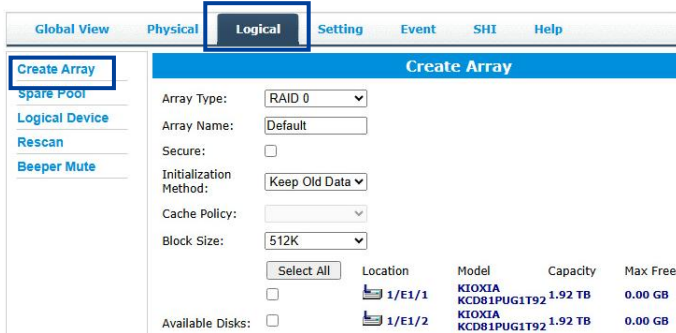 Global View Physical Logical Setting Event SHI Help
Create Array
Spare Pool
Logical Device
Rescan
Beeper Mute
Create Array
Array Type: RAID 0
Array Name: Default
Secure:
Initialization
Method: Keep Old Data
Cache Policy:
Block Size: 512K
Select All Location Model Capacity Max Free
1/E1/1 KIOXIA
KCD81PUG1T92 1.92 TB 0.00 GB
Available Disks: 1/E1/2 KIOXIA
KCD81PUG1T92 1.92 TB 0.00 GB